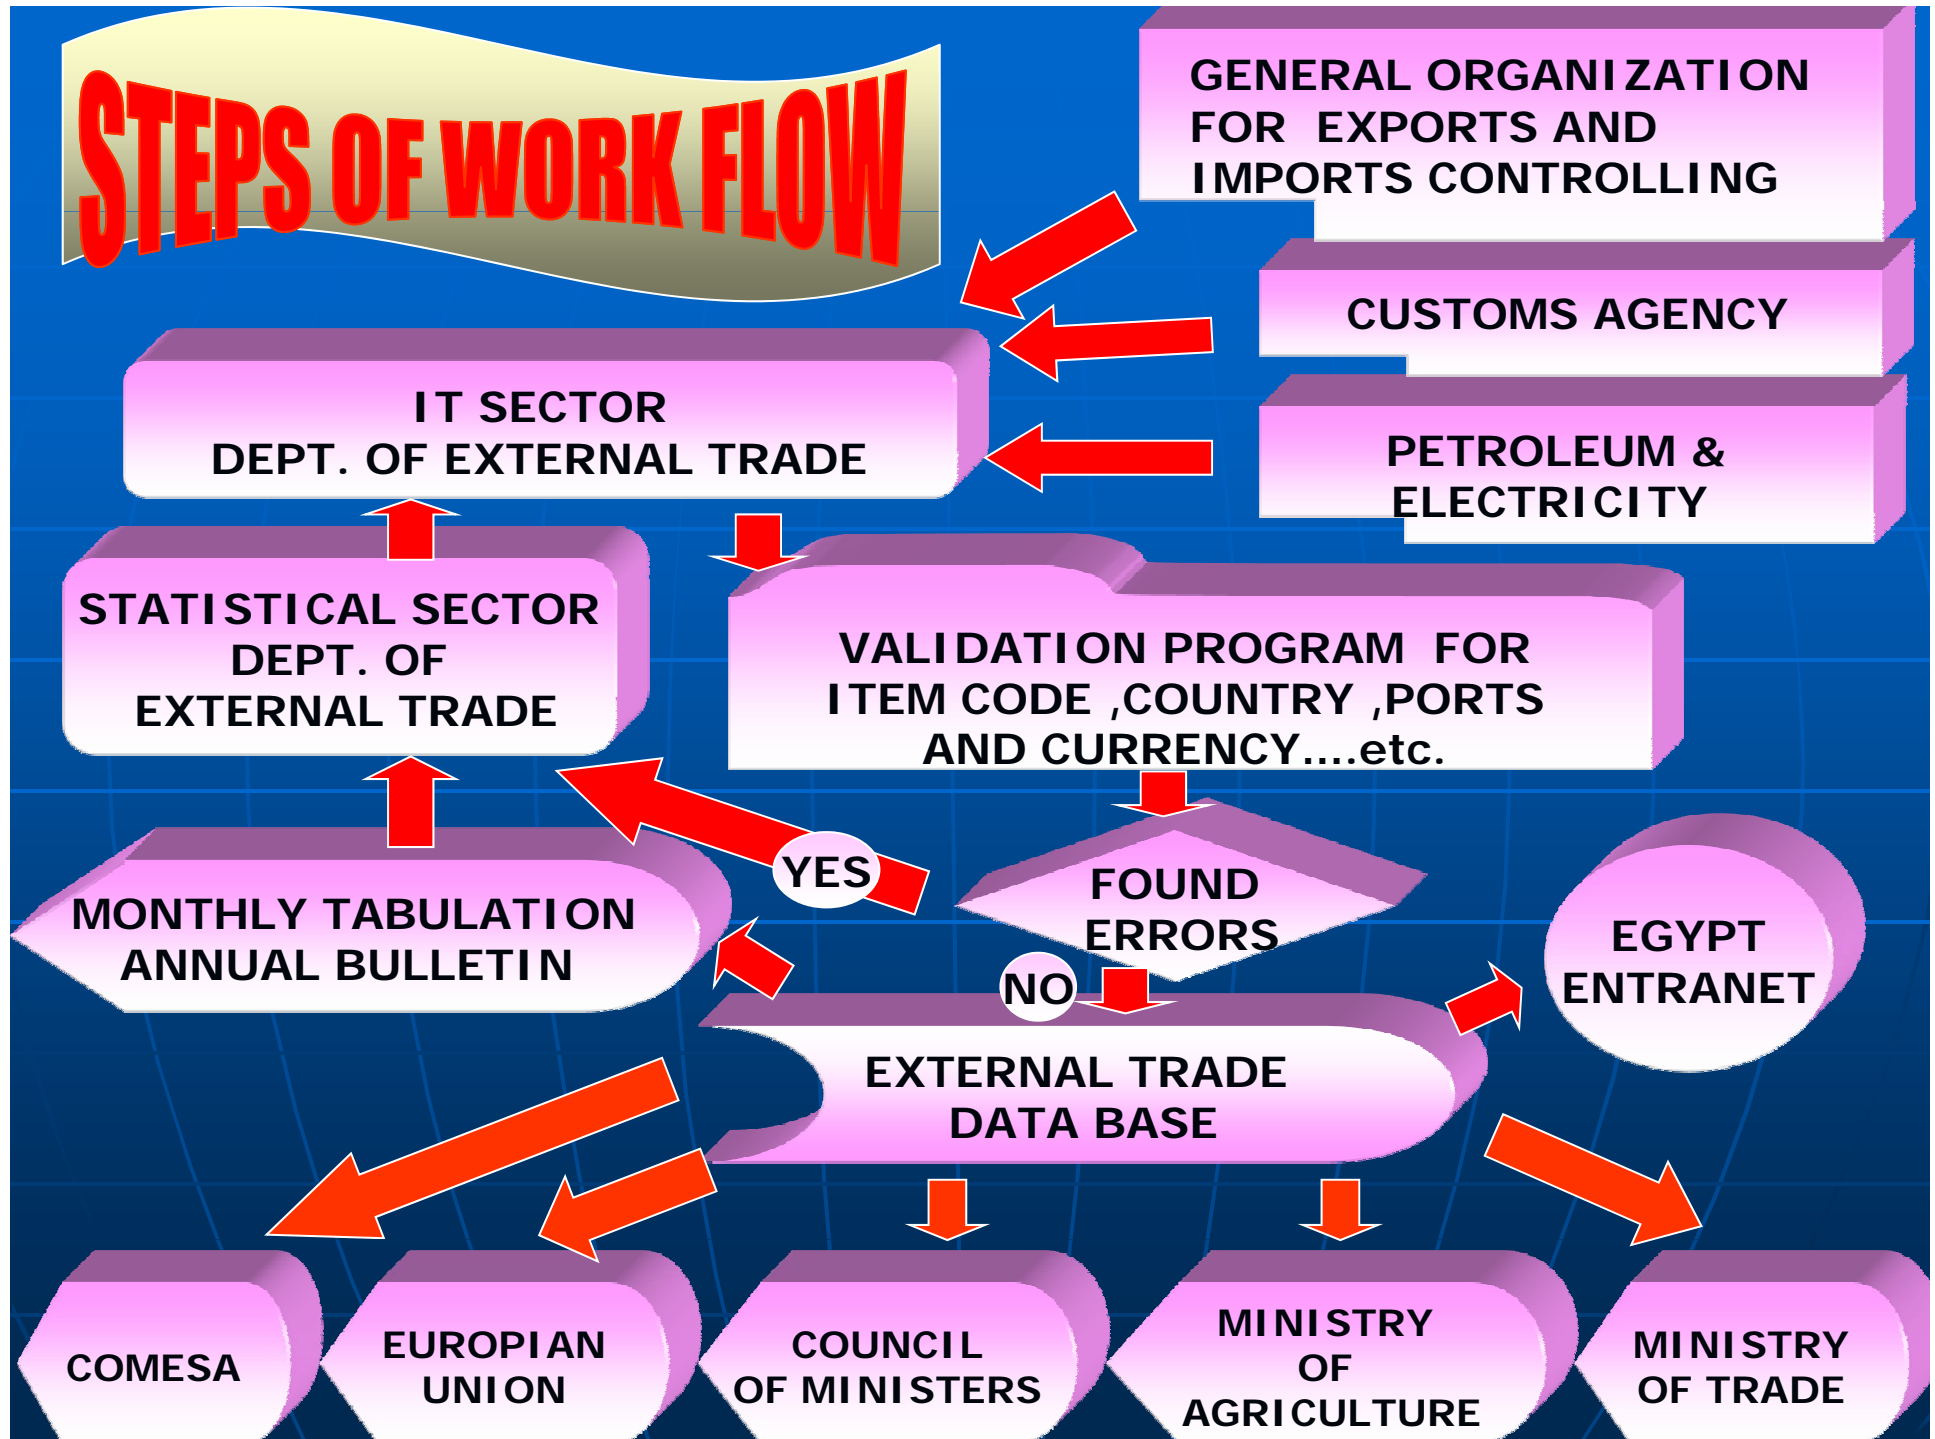 STEPS OF WORK FLOW
GENERAL ORGANIZATION
FOR EXPORTS AND
IMPORTS CONTROLLING
CUSTOMS AGENCY
PETROLEUM &
ELECTRICITY
IT SECTOR
DEPT. OF EXTERNAL TRADE
STATISTICAL SECTOR
DEPT. OF
EXTERNAL TRADE
VALIDATION PROGRAM FOR
ITEM CODE ,COUNTRY ,PORTS
AND CURRENCY....etc.
YES
FOUND
ERRORS
NO
MONTHLY TABULATION
ANNUAL BULLETIN
EGYPT
ENTRANET
EXTERNAL TRADE
DATA BASE
COMESA
EUROPIAN
UNION
COUNCIL
OF MINISTERS
MINISTRY
OF
AGRICULTURE
MINISTRY
OF TRADE